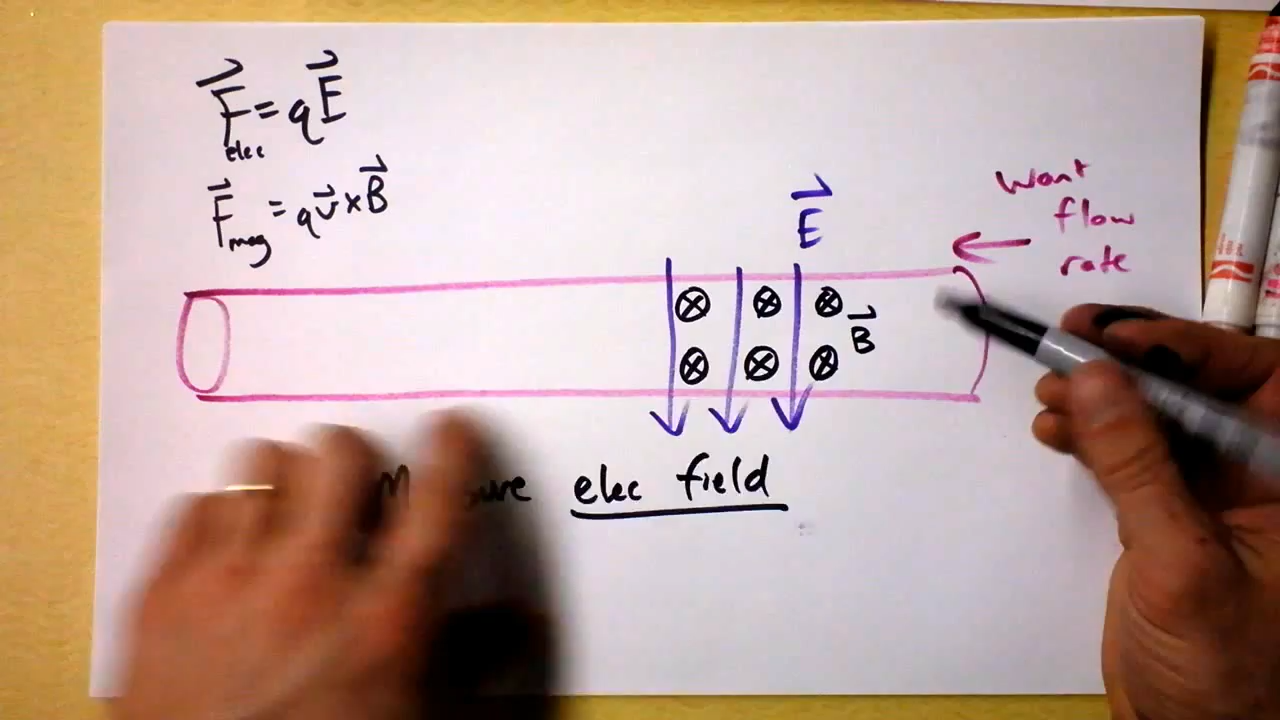 F⃗elec = qE⃗
F⃗mag = qv⃗ × B⃗
Want
flow
rate
E⃗
B⃗
elec field